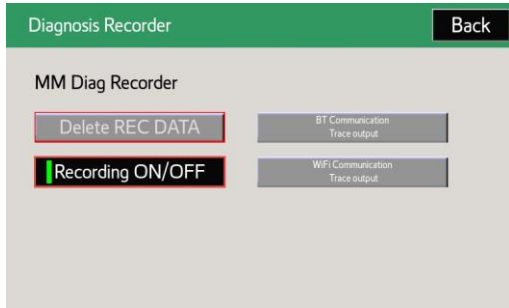 Diagnosis Recorder
Back
MM Diag Recorder
Delete REC DATA
BT Communication
Trace output
Recording ON/OFF
WiFi Communication
Trace output